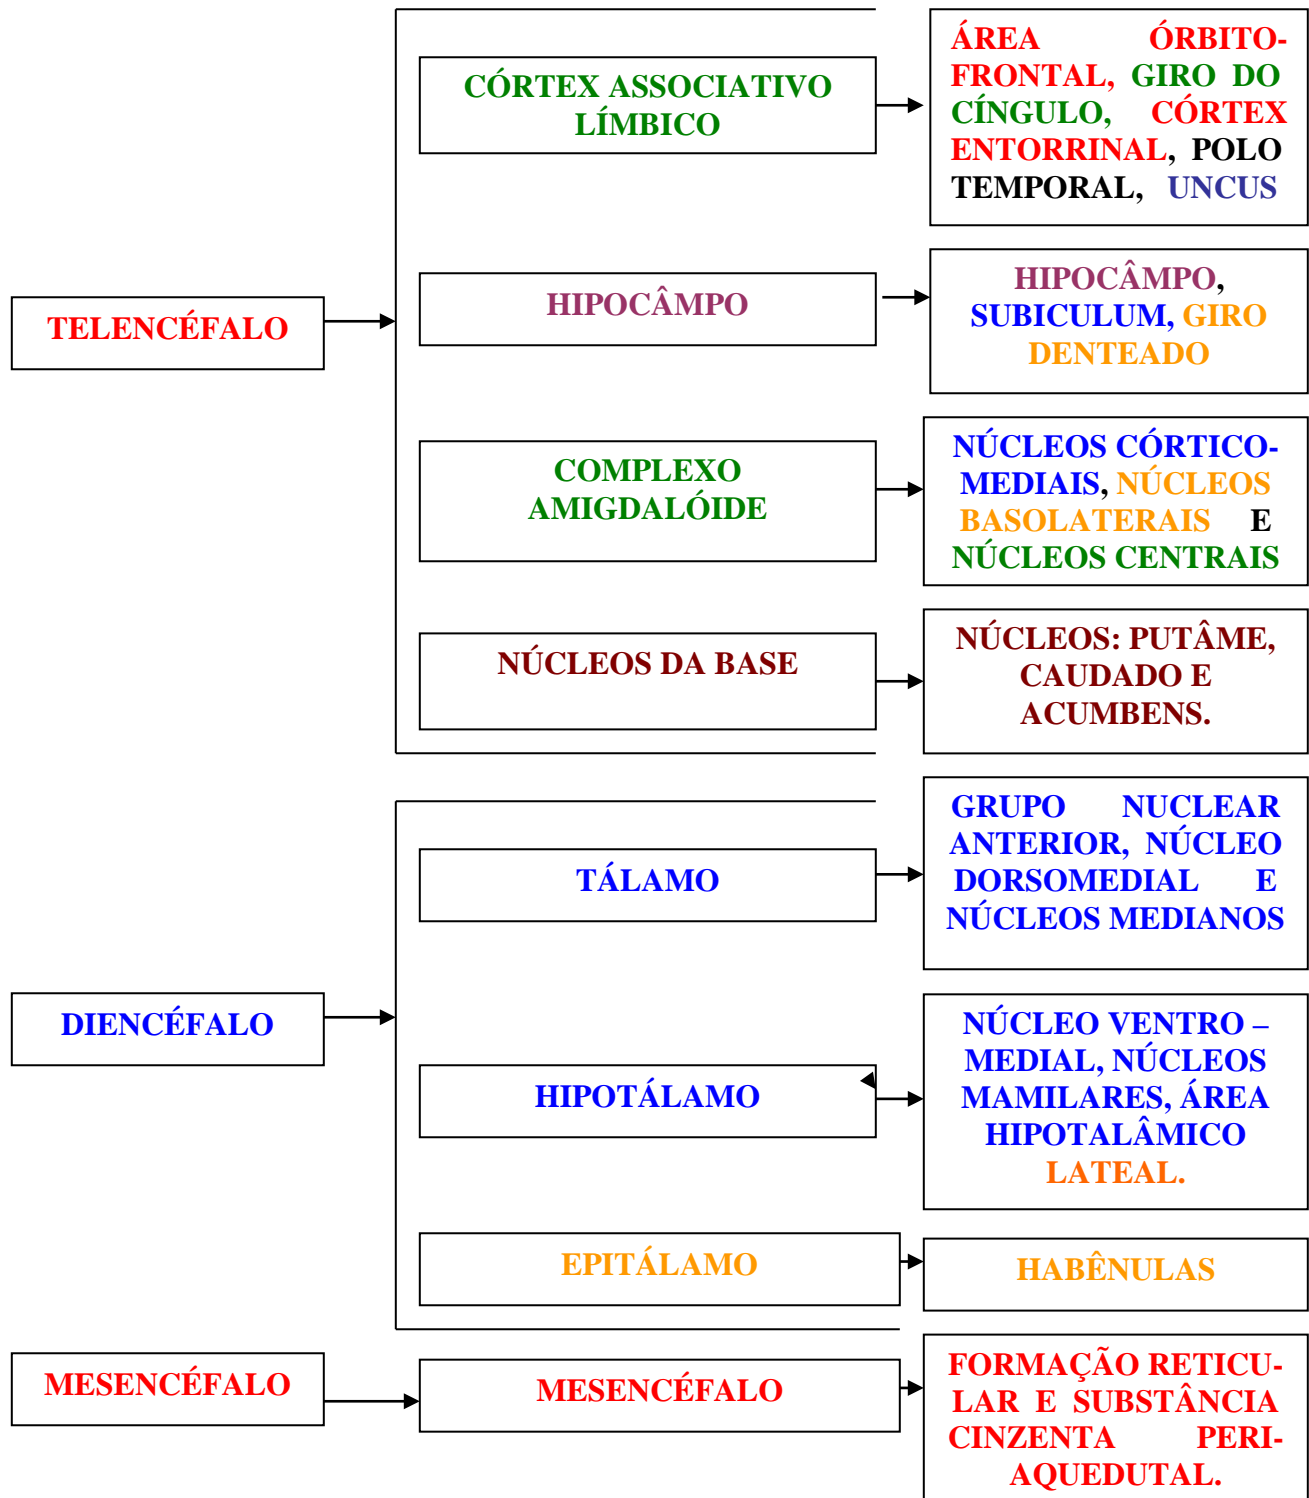 TELENCÉFALO
CÓRTEX ASSOCIATIVO
LÍMBICO
ÁREA ÓRBITO-
FRONTAL, GIRO DO
CÍNGULO, CÓRTEX
ENTORRINAL, POLO
TEMPORAL, UNCUS
HIPOCÂMPO
HIPOCÂMPO,
SUBICULUM, GIRO
DENTEADO
COMPLEXO
AMIGDALÓIDE
NÚCLEOS CÓRTICO-
MEDIAIS, NÚCLEOS
BASOLATERAIS E
NÚCLEOS CENTRAIS
NÚCLEOS DA BASE
NÚCLEOS: PUTÂME,
CAUDADO E
ACUMBENS.
DIENCÉFALO
TÁLAMO
GRUPO NUCLEAR
ANTERIOR, NÚCLEO
DORSOMEDIAL E
NÚCLEOS MEDIANOS
HIPOTÁLAMO
NÚCLEO VENTRO –
MEDIAL, NÚCLEOS
MAMILARES, ÁREA
HIPOTALÂMICO
LATEAL.
EPITÁLAMO
HABÊNULAS
MESENCÉFALO
MESENCÉFALO
FORMAÇÃO RETICU-
LAR E SUBSTÂNCIA
CINZENTA PERI-
AQUEDUTAL.